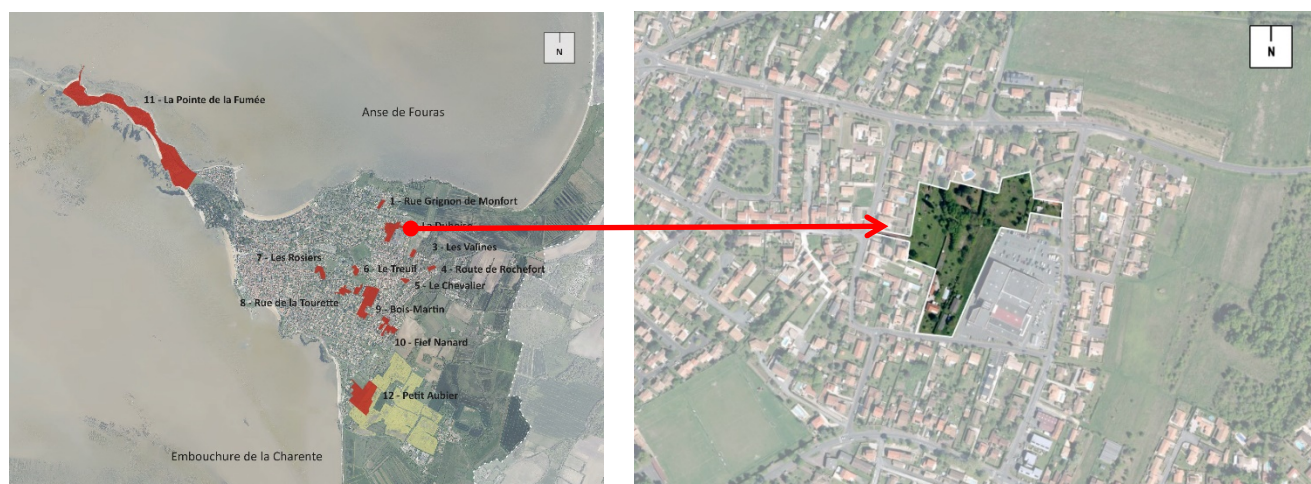 N
N
11 - La Pointe de la Fumée
Anse de Fouras
1 - Rue Grignon de Monfort
3 - Les Valines
7 - Les Rosiers
6 - Le Treuil
4 - Route de Rochefort
5 - Le Chevalier
8 - Rue de la Tourette
9 - Bois-Martin
10 - Fief Nanard
12 - Petit Aubier
Embouchure de la Charente